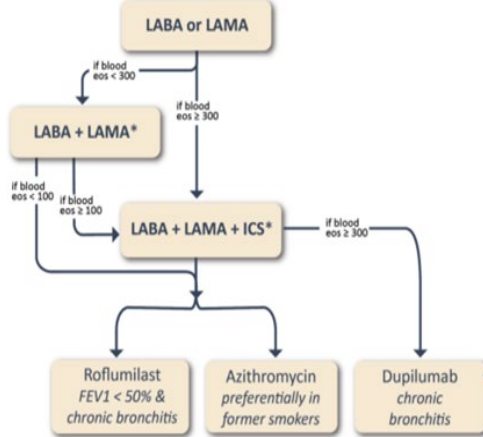 LABA or LAMA
if blood
eos < 300
if blood
eos ≥ 300
LABA + LAMA*
if blood
eos < 100
if blood
eos ≥ 100
LABA + LAMA + ICS*
if blood
eos ≥ 300
Roflumilast
FEV1 < 50% &
chronic bronchitis
Azithromycin
preferentially in
former smokers
Dupilumab
chronic
bronchitis